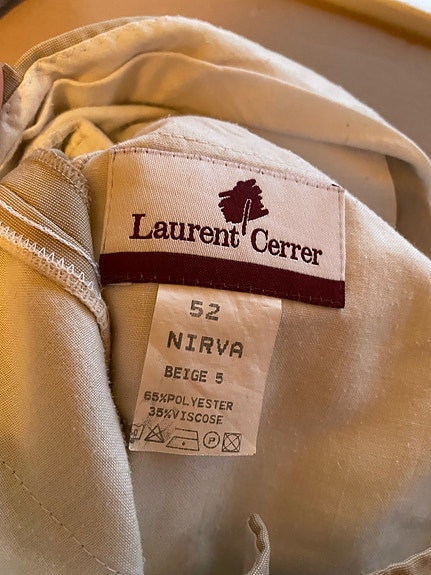 Laurent Cerrer
52
NIRVA
BEIGE 5
65%POLYESTER
35%VISCOSE
P